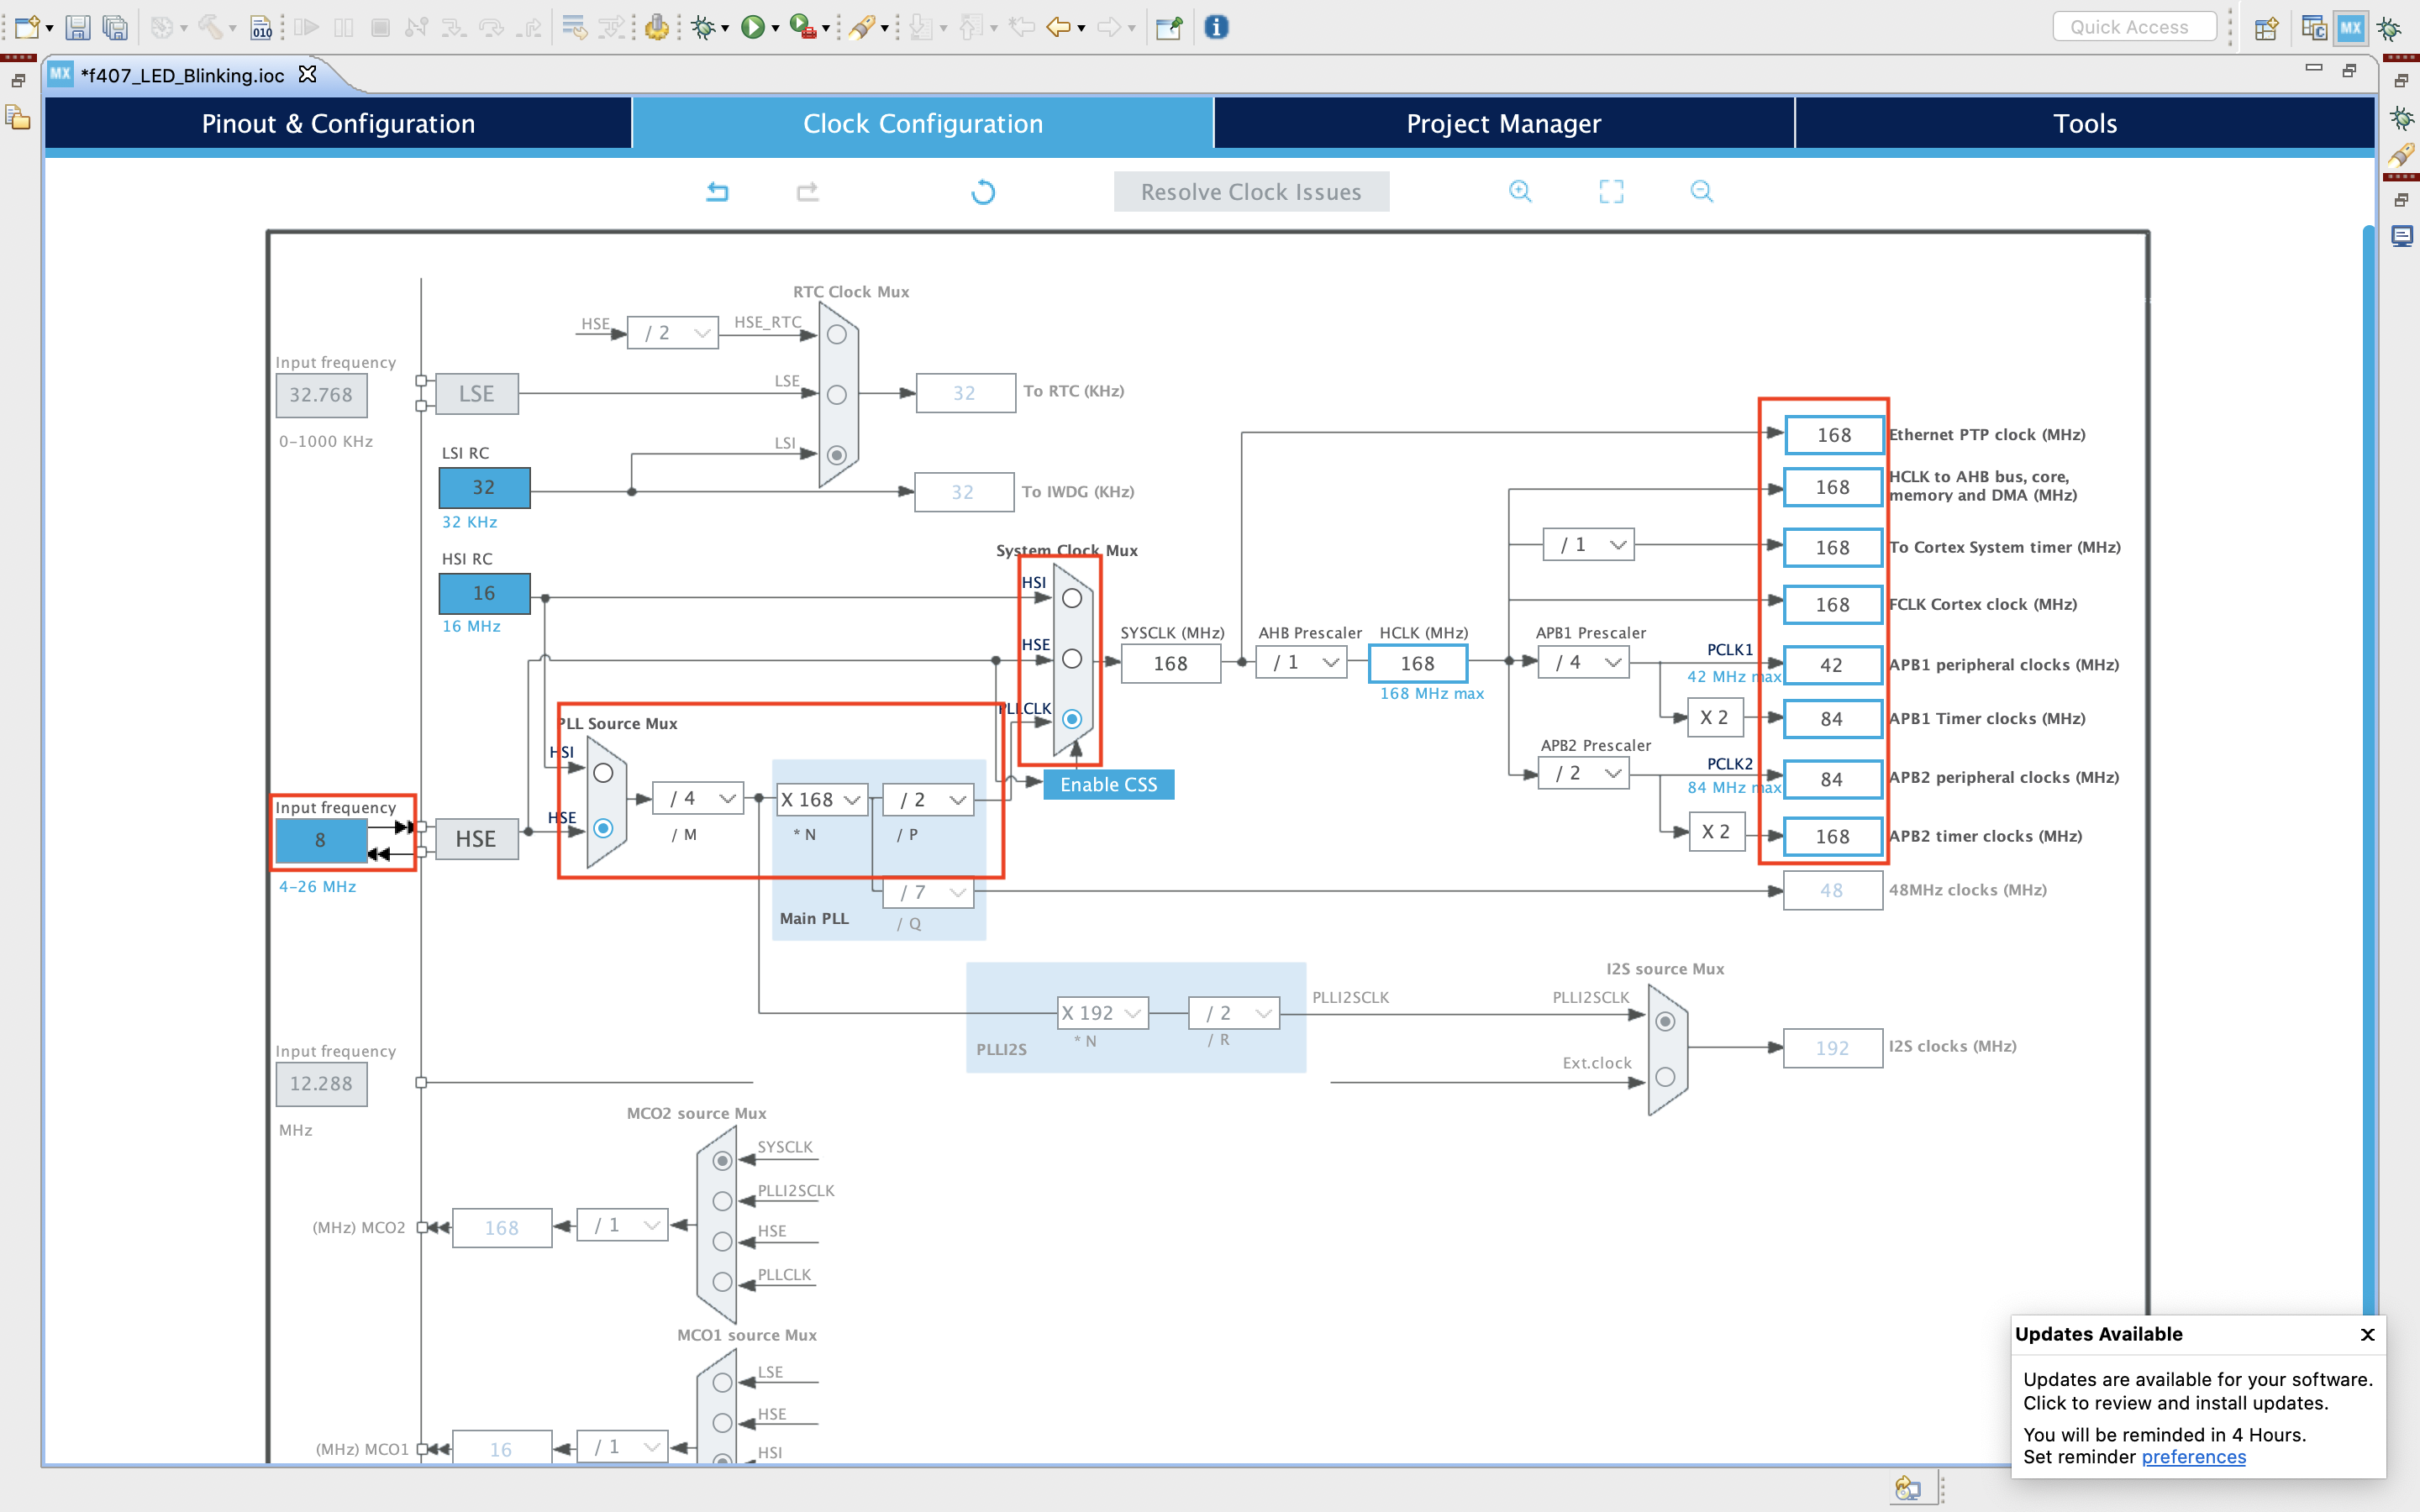 Quick Access
MX *f407_LED_Blinking.ioc
Pinout & Configuration
Clock Configuration
Project Manager
Tools
Resolve Clock Issues
RTC Clock Mux
HSE
/ 2
HSE_RTC
Input frequency
32.768
LSE
LSE
32
To RTC (KHz)
0-1000 KHz
LSI
LSI RC
32
32
To IWDG (KHz)
32 KHz
168
Ethernet PTP clock (MHz)
168
HCLK to AHB bus, core,
memory and DMA (MHz)
/ 1
168
To Cortex System timer (MHz)
168
FCLK Cortex clock (MHz)
HSI RC
16
16 MHz
System Clock Mux
HSI
HSE
PLLCLK
SYSCLK (MHz)
168
AHB Prescaler
/ 1
HCLK (MHz)
168
168 MHz max
APB1 Prescaler
/ 4
PCLK1
42 MHz max
42
APB1 peripheral clocks (MHz)
X 2
84
APB1 Timer clocks (MHz)
APB2 Prescaler
/ 2
PCLK2
84 MHz max
84
APB2 peripheral clocks (MHz)
X 2
168
APB2 timer clocks (MHz)
PLL Source Mux
HSI
HSE
/ 4
/ M
X 168
* N
/ 2
/ P
Enable CSS
Input frequency
8
HSE
4-26 MHz
/ 7
/ Q
Main PLL
48
48MHz clocks (MHz)
I2S source Mux
X 192
* N
/ 2
/ R
PLLI2S
PLLI2SCLK
PLLI2SCLK
Ext.clock
192
I2S clocks (MHz)
Input frequency
12.288
MHz
MCO2 source Mux
SYSCLK
PLLI2SCLK
HSE
PLLCLK
(MHz) MCO2
168
/ 1
MCO1 source Mux
LSE
HSE
HSI
(MHz) MCO1
16
/ 1
Updates Available
Updates are available for your software.
Click to review and install updates.
You will be reminded in 4 Hours.
Set reminder preferences
010
MX